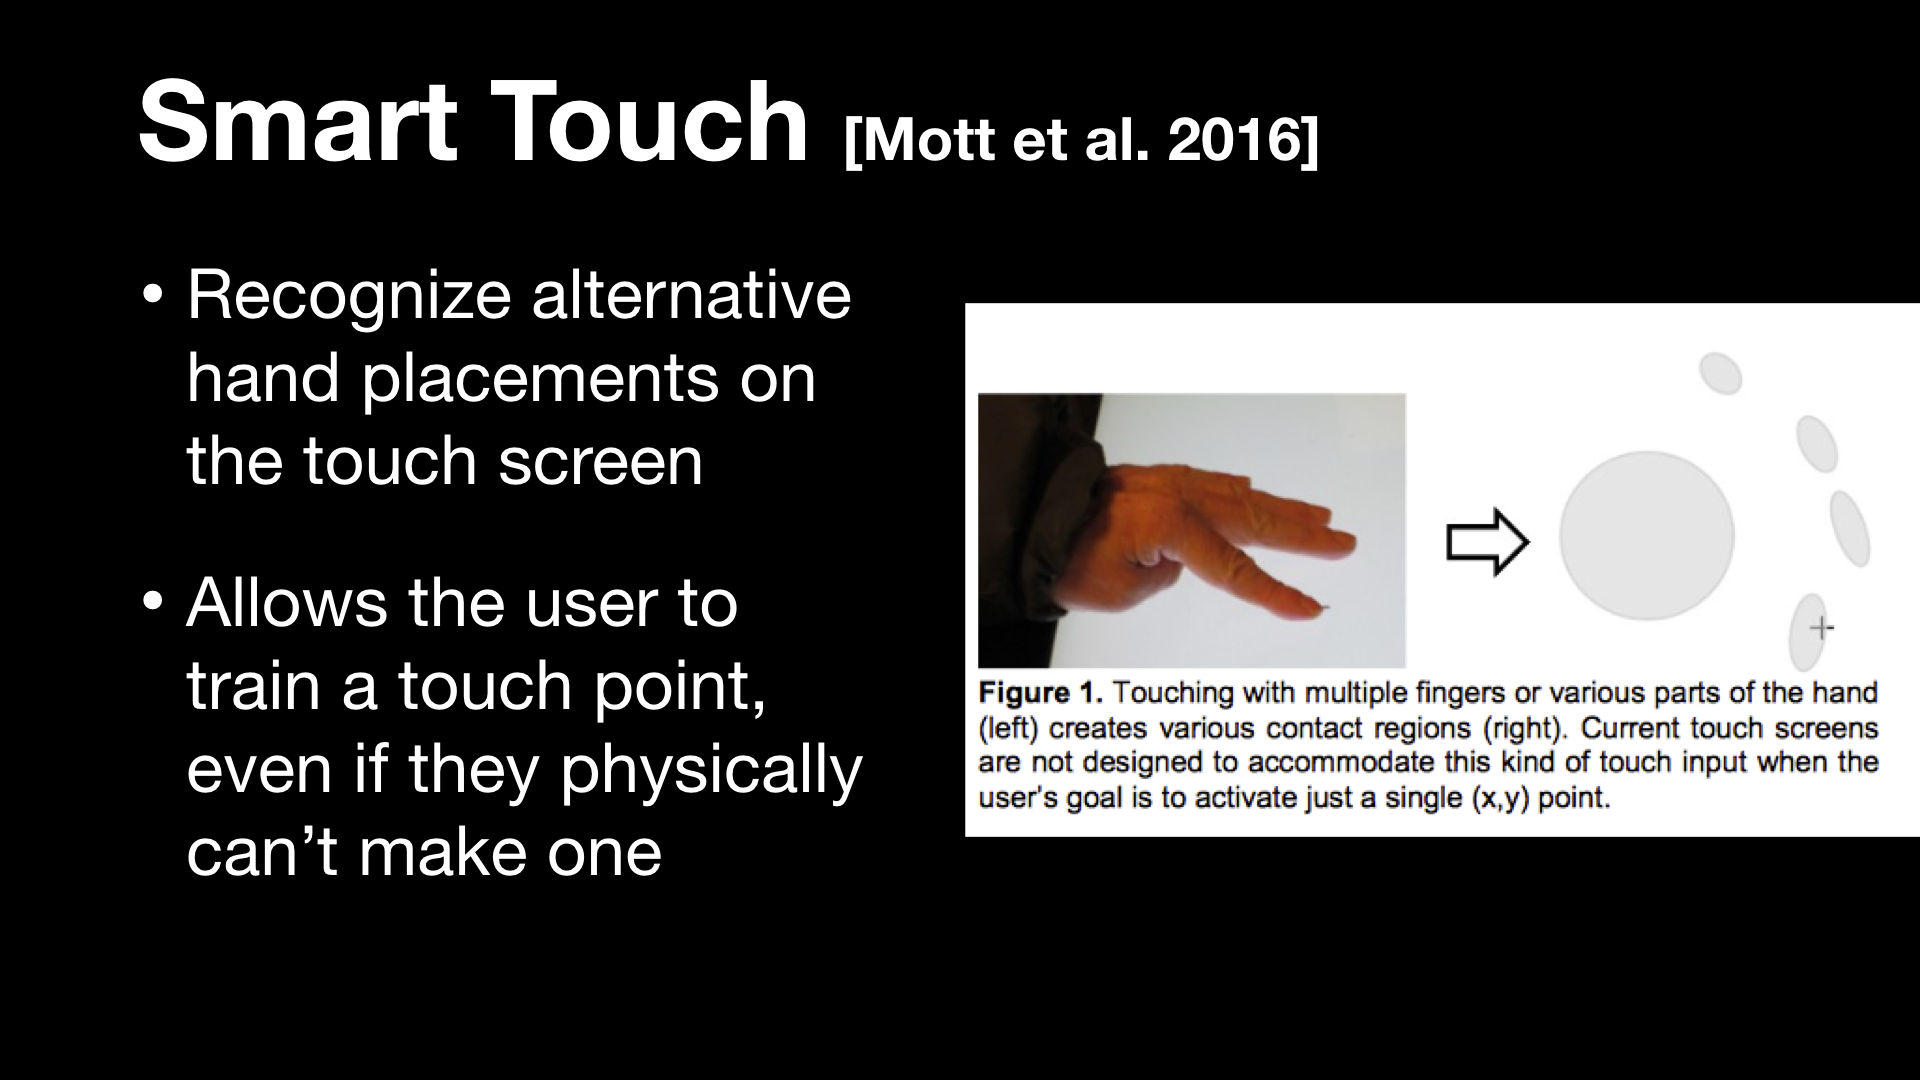 Smart Touch [Mott et al. 2016]
• Recognize alternative
hand placements on
the touch screen
• Allows the user to
train a touch point,
even if they physically
can’t make one
Figure 1. Touching with multiple fingers or various parts of the hand
(left) creates various contact regions (right). Current touch screens
are not designed to accommodate this kind of touch input when the
user's goal is to activate just a single (x,y) point.